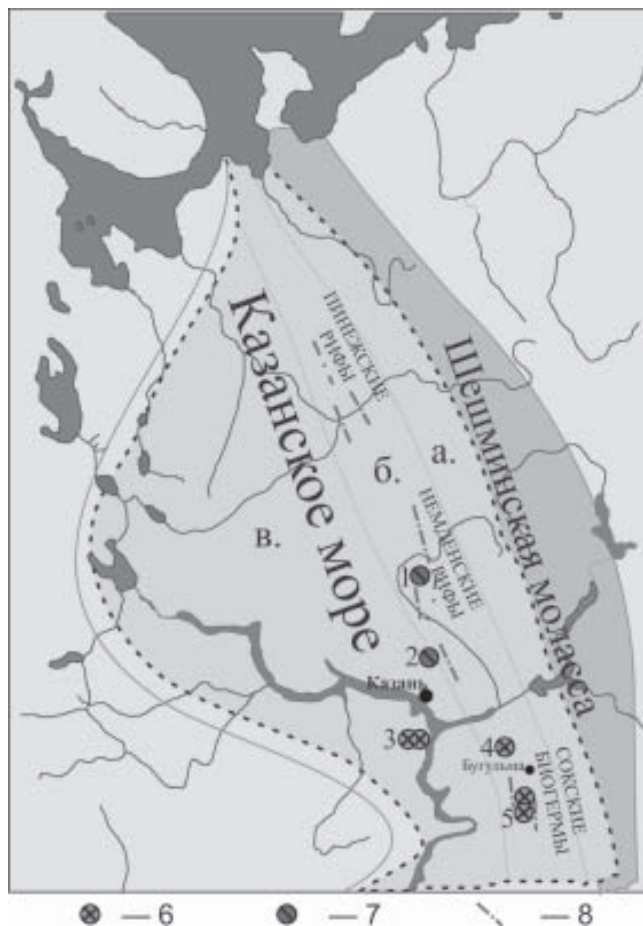 ПИНЕЖСКИЕ
РИФЫ
Казанское море
Шешминская моласса
а.
б.
в.
НЕМДЕНСКИЕ
РИФЫ
1
2
Казань
3
4
Бугульма
5
СОКСКИЕ
БИОГЕРМЫ
— 6
— 7
— 8